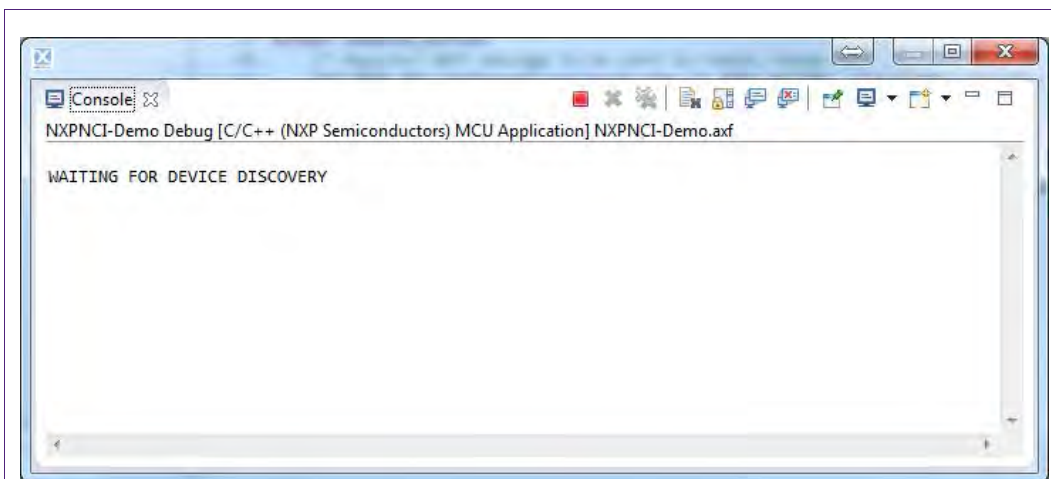 Console
NXPNCI-Demo Debug [C/C++ (NXP Semiconductors) MCU Application] NXPNCI-Demo.axf
WAITING FOR DEVICE DISCOVERY